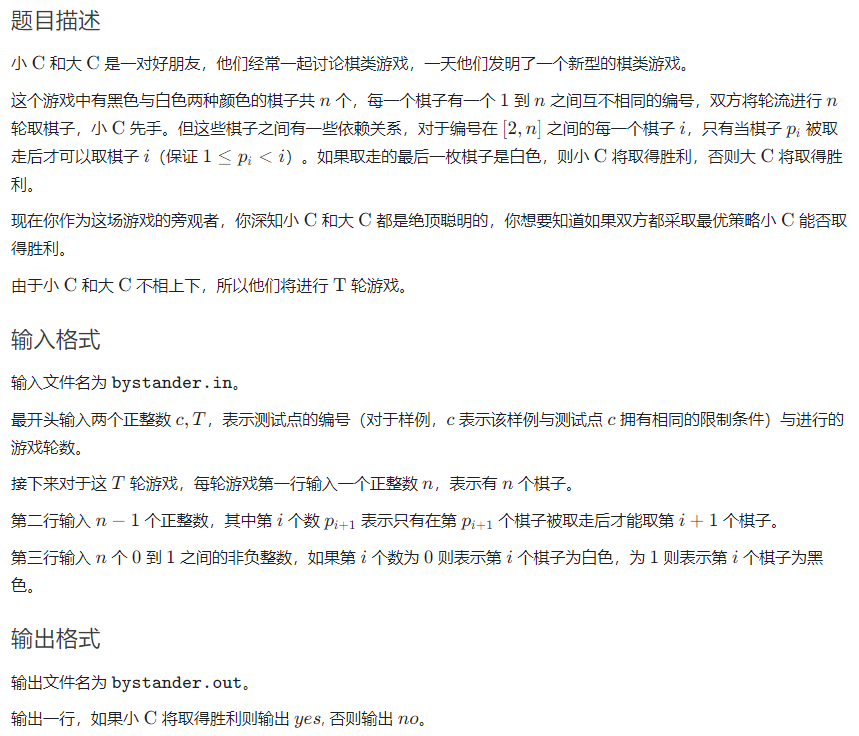 题目描述
小 C 和大 C 是一对好朋友，他们经常一起讨论棋类游戏，一天他们发明了一个新型的棋类游戏。
这个游戏中有黑色与白色两种颜色的棋子共 n 个，每一个棋子有一个 1 到 n 之间互不相同的编号，双方将轮流进行 n
轮取棋子，小 C 先手。但这些棋子之间有一些依赖关系，对于编号在 [2, n] 之间的每一个棋子 i，只有当棋子 p_i 被取
走后才可以取棋子 i（保证 1 ≤ p_i < i）。如果取走的最后一枚棋子是白色，则小 C 将取得胜利，否则大 C 将取得胜
利。
现在你作为这场游戏的旁观者，你深知小 C 和大 C 都是绝顶聪明的，你想要知道如果双方都采取最优策略小 C 能否取
得胜利。
由于小 C 和大 C 不相上下，所以他们将进行 T 轮游戏。
输入格式
输入文件名为 bystander.in。
最开头输入两个正整数 c, T，表示测试点的编号（对于样例，c 表示该样例与测试点 c 拥有相同的限制条件）与进行的
游戏轮数。
接下来对于这 T 轮游戏，每轮游戏第一行输入一个正整数 n，表示有 n 个棋子。
第二行输入 n − 1 个正整数，其中第 i 个数 p_{i+1} 表示只有在第 p_{i+1} 个棋子被取走后才能取第 i + 1 个棋子。
第三行输入 n 个 0 到 1 之间的非负整数，如果第 i 个数为 0 则表示第 i 个棋子为白色，为 1 则表示第 i 个棋子为黑
色。
输出格式
输出文件名为 bystander.out。
输出一行，如果小 C 将取得胜利则输出 yes, 否则输出 no。